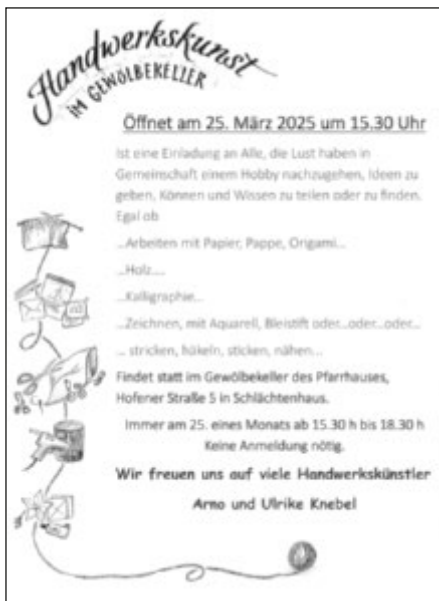 Handwerkskunst
IM GEWÖLBEKELLER
Öffnet am 25. März 2025 um 15.30 Uhr
Ist eine Einladung an Alle, die Lust haben in
Gemeinschaft einem Hobby nachzugehen, Ideen zu
geben, Können und Wissen zu teilen oder zu finden.
Egal ob
...Arbeiten mit Papier, Pappe, Origami...
...Holz....
...Kalligraphie...
...Zeichnen, mit Aquarell, Bleistift oder...oder...oder...
... stricken, häkeln, sticken, nähen...
Findet statt im Gewölbekeller des Pfarrhauses,
Hofener Straße 5 in Schlächtenhaus.
Immer am 25. eines Monats ab 15.30 h bis 18.30 h
Keine Anmeldung nötig.
Wir freuen uns auf viele Handwerkskünstler
Arno und Ulrike Knebel